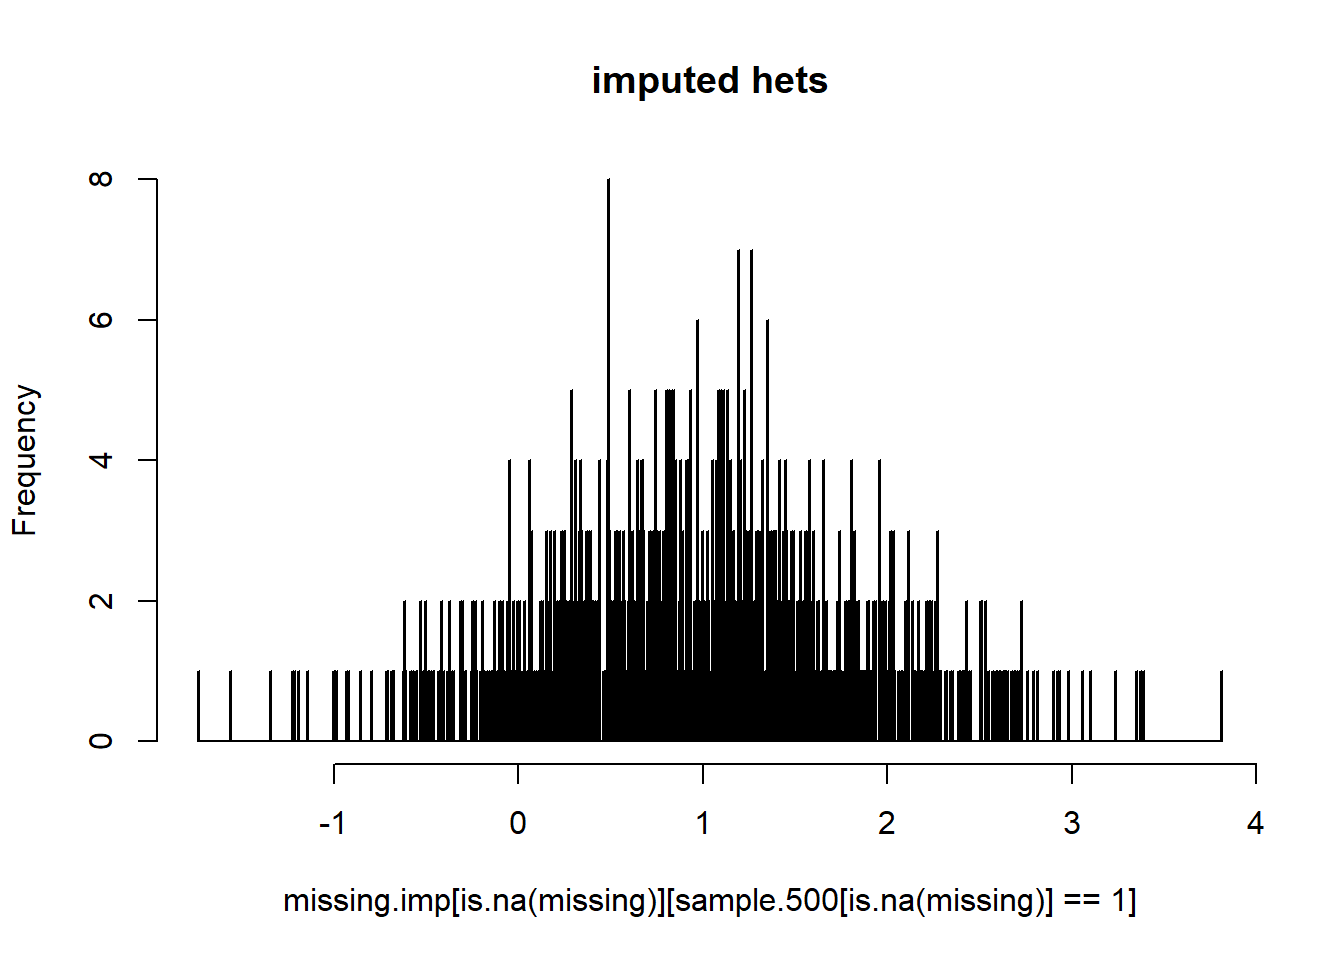 imputed hets
Frequency
8
6
4
2
0
-1 0 1 2 3 4
missing.imp[is.na(missing)][sample.500[is.na(missing)] == 1]